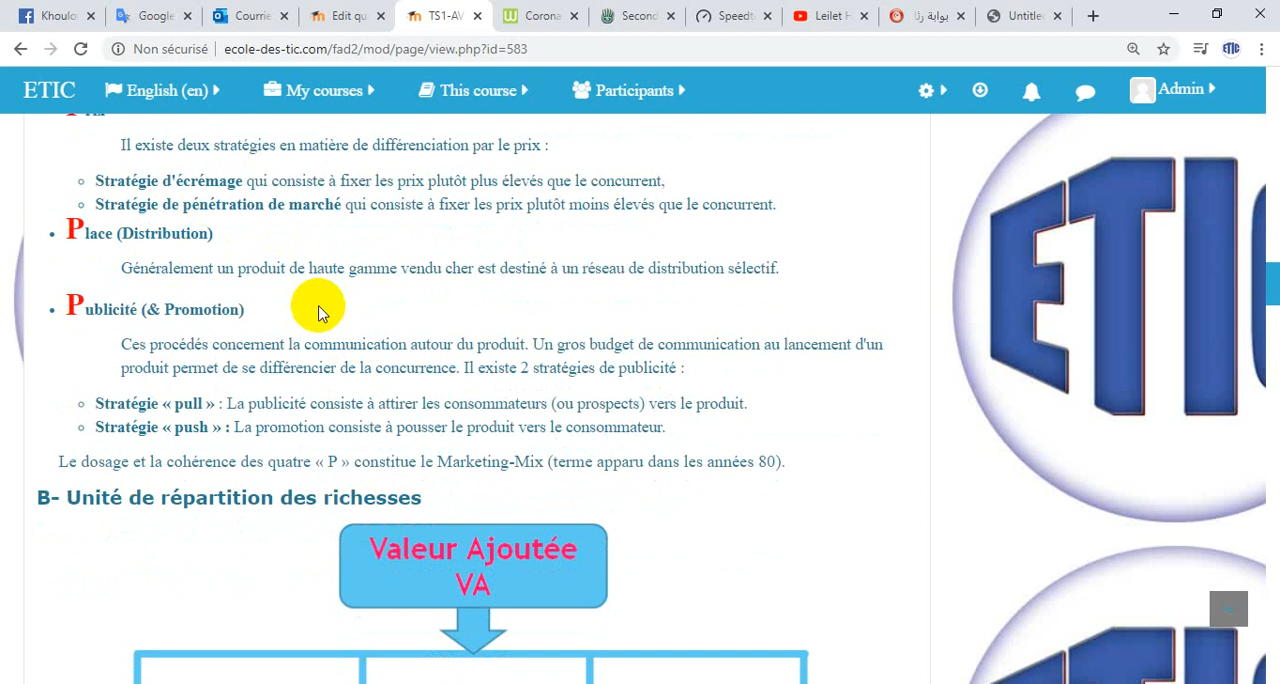 Khoulo
Google
Courrie
Edit qu
TS1-AV
Corona
Second
Speedt
Leilet H
بوابة رئا
Untitle
Non sécurisé | ecole-des-tic.com/fad2/mod/page/view.php?id=583
ETIC English (en) My courses This course Participants Admin
Il existe deux stratégies en matière de différenciation par le prix :
Stratégie d'écrémage qui consiste à fixer les prix plutôt plus élevés que le concurrent,
Stratégie de pénétration de marché qui consiste à fixer les prix plutôt moins élevés que le concurrent.
Place (Distribution)
Généralement un produit de haute gamme vendu cher est destiné à un réseau de distribution sélectif.
Publicité (& Promotion)
Ces procédés concernent la communication autour du produit. Un gros budget de communication au lancement d'un
produit permet de se différencier de la concurrence. Il existe 2 stratégies de publicité :
Stratégie « pull » : La publicité consiste à attirer les consommateurs (ou prospects) vers le produit.
Stratégie « push » : La promotion consiste à pousser le produit vers le consommateur.
Le dosage et la cohérence des quatre « P » constitue le Marketing-Mix (terme apparu dans les années 80).
B- Unité de répartition des richesses
Valeur Ajoutée
VA
ETIC